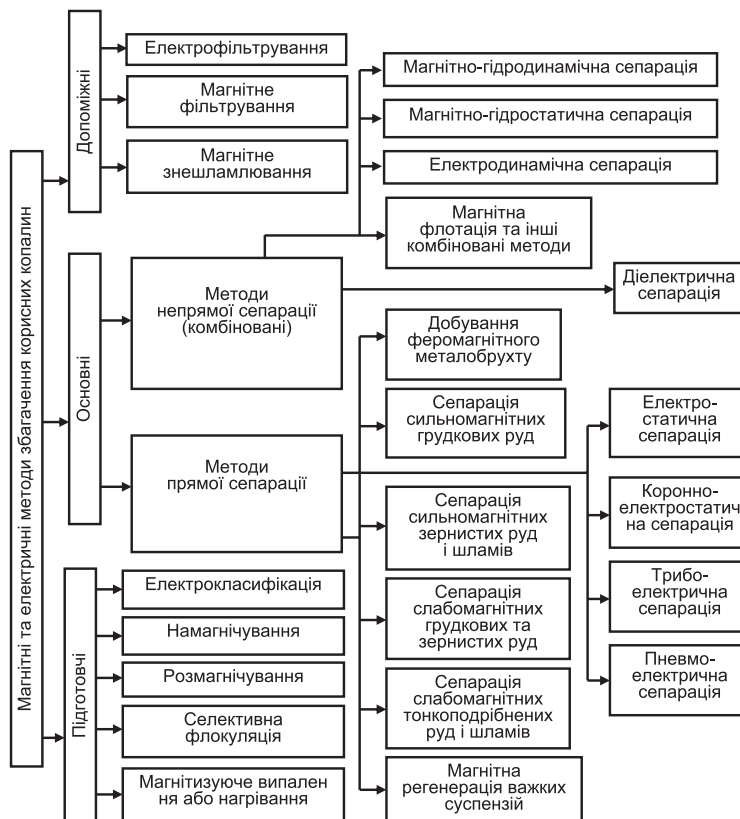 Магнітні та електричні методи збагачення корисних копалин
Допоміжні
Електрофільтрування
Магнітне
фільтрування
Магнітне
знешламлювання
Основні
Методи
непрямої сепарації
(комбіновані)
Магнітно-гідродинамічна сепарація
Магнітно-гідростатична сепарація
Електродинамічна сепарація
Магнітна
флотація та інші
комбіновані методи
Діелектрична
сепарація
Методи
прямої сепарації
Добування
феромагнітного
металобрухту
Сепарація
сильномагнітних
грудкових руд
Сепарація
сильномагнітних
зернистих руд
і шламів
Сепарація
слабомагнітних
грудкових та
зернистих руд
Сепарація
слабомагнітних
тонкоподрібнених
руд і шламів
Магнітна
регенерація важких
суспензій
Електро-
статична
сепарація
Коронно-
електростатич
на сепарація
Трибо-
електрична
сепарація
Пневмо-
електрична
сепарація
Підготовчі
Електрокласифікація
Намагнічування
Розмагнічування
Селективна
флокуляція
Магнітизуюче випален
ня або нагрівання